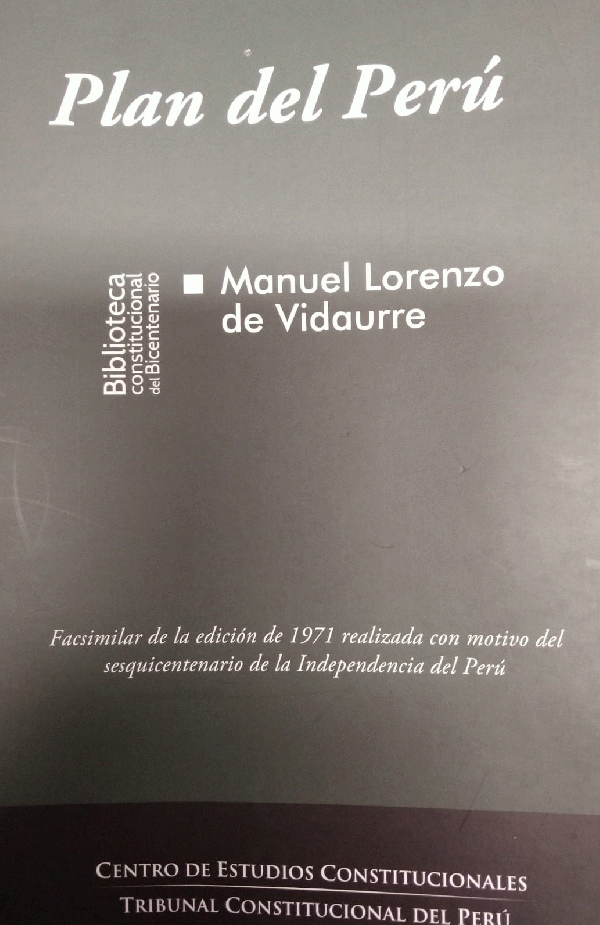 Plan del Perú
Biblioteca
constitucional
del Bicentenario
Manuel Lorenzo
de Vidaurre
Facsimilar de la edición de 1971 realizada con motivo del
sesquicentenario de la Independencia del Perú
CENTRO DE ESTUDIOS CONSTITUCIONALES
TRIBUNAL CONSTITUCIONAL DEL PERÚ